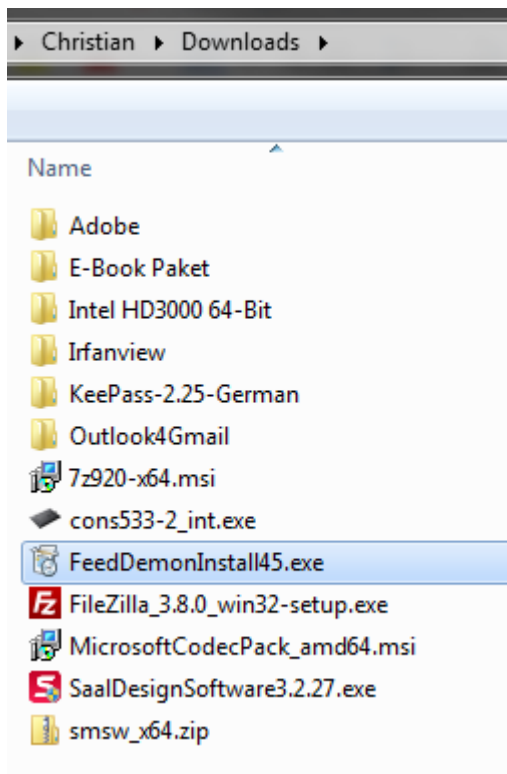 Christian Downloads
Name
Adobe
E-Book Paket
Intel HD3000 64-Bit
Irfanview
KeePass-2.25-German
Outlook4Gmail
7z920-x64.msi
cons533-2_int.exe
FeedDemonInstall45.exe
FileZilla_3.8.0_win32-setup.exe
MicrosoftCodecPack_amd64.msi
SaalDesignSoftware3.2.27.exe
smsw_x64.zip